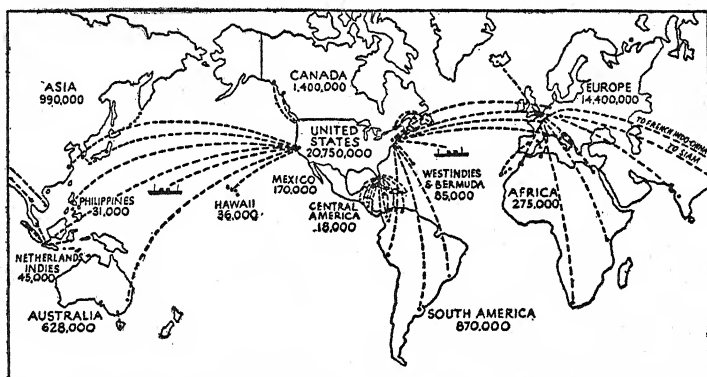 ASIA
990,000
CANADA
1,400,000
EUROPE
14,400,000
TO FRENCH INDO-CHINA
TO SIAM
UNITED
STATES
20,750,000
MEXICO
170,000
WEST INDIES
& BERMUDA
85,000
PHILIPPINES
31,000
HAWAII
36,000
CENTRAL
AMERICA
18,000
AFRICA
275,000
NETHERLANDS
INDIES
45,000
AUSTRALIA
628,000
SOUTH AMERICA
870,000